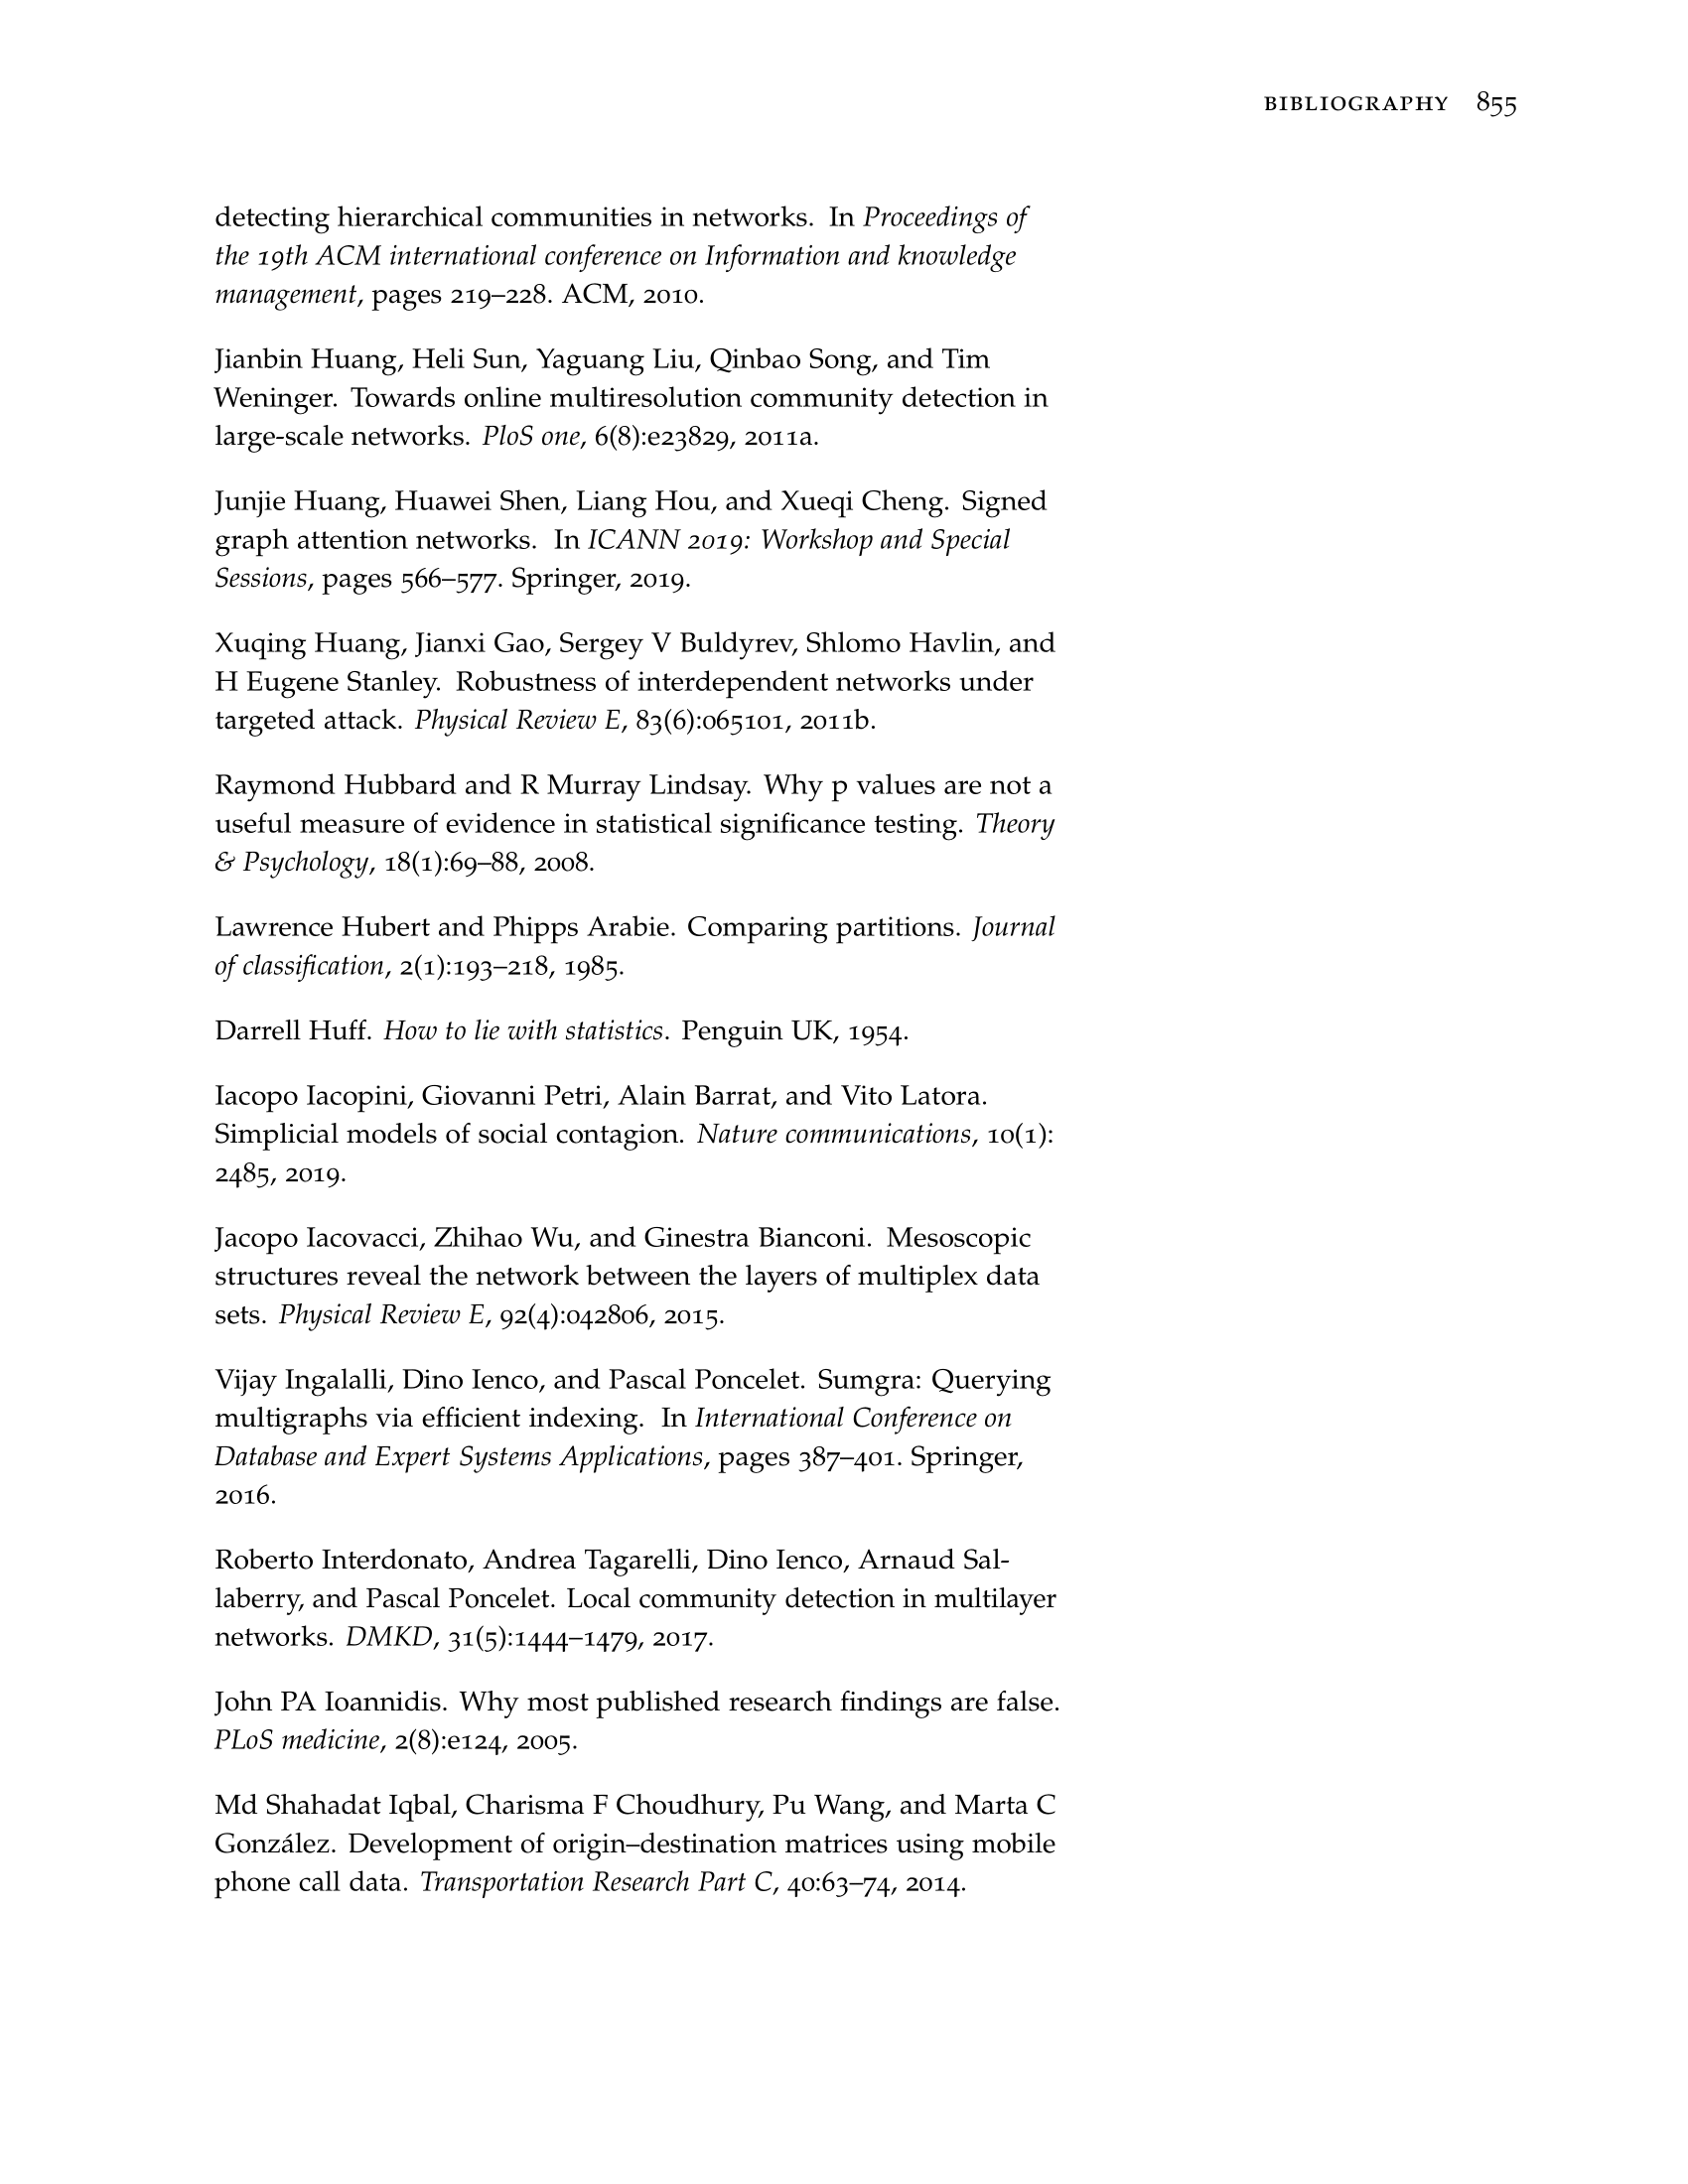 BIBLIOGRAPHY 855
detecting hierarchical communities in networks. In Proceedings of
the 19th ACM international conference on Information and knowledge
management, pages 219–228. ACM, 2010.
Jianbin Huang, Heli Sun, Yaguang Liu, Qinbao Song, and Tim
Weninger. Towards online multiresolution community detection in
large-scale networks. PloS one, 6(8):e23829, 2011a.
Junjie Huang, Huawei Shen, Liang Hou, and Xueqi Cheng. Signed
graph attention networks. In ICANN 2019: Workshop and Special
Sessions, pages 566–577. Springer, 2019.
Xuqing Huang, Jianxi Gao, Sergey V Buldyrev, Shlomo Havlin, and
H Eugene Stanley. Robustness of interdependent networks under
targeted attack. Physical Review E, 83(6):065101, 2011b.
Raymond Hubbard and R Murray Lindsay. Why p values are not a
useful measure of evidence in statistical significance testing. Theory
& Psychology, 18(1):69–88, 2008.
Lawrence Hubert and Phipps Arabie. Comparing partitions. Journal
of classification, 2(1):193–218, 1985.
Darrell Huff. How to lie with statistics. Penguin UK, 1954.
Iacopo Iacopini, Giovanni Petri, Alain Barrat, and Vito Latora.
Simplicial models of social contagion. Nature communications, 10(1):
2485, 2019.
Jacopo Iacovacci, Zhihao Wu, and Ginestra Bianconi. Mesoscopic
structures reveal the network between the layers of multiplex data
sets. Physical Review E, 92(4):042806, 2015.
Vijay Ingalalli, Dino Ienco, and Pascal Poncelet. Sumgra: Querying
multigraphs via efficient indexing. In International Conference on
Database and Expert Systems Applications, pages 387–401. Springer,
2016.
Roberto Interdonato, Andrea Tagarelli, Dino Ienco, Arnaud Sal-
laberry, and Pascal Poncelet. Local community detection in multilayer
networks. DMKD, 31(5):1444–1479, 2017.
John PA Ioannidis. Why most published research findings are false.
PLoS medicine, 2(8):e124, 2005.
Md Shahadat Iqbal, Charisma F Choudhury, Pu Wang, and Marta C
González. Development of origin–destination matrices using mobile
phone call data. Transportation Research Part C, 40:63–74, 2014.